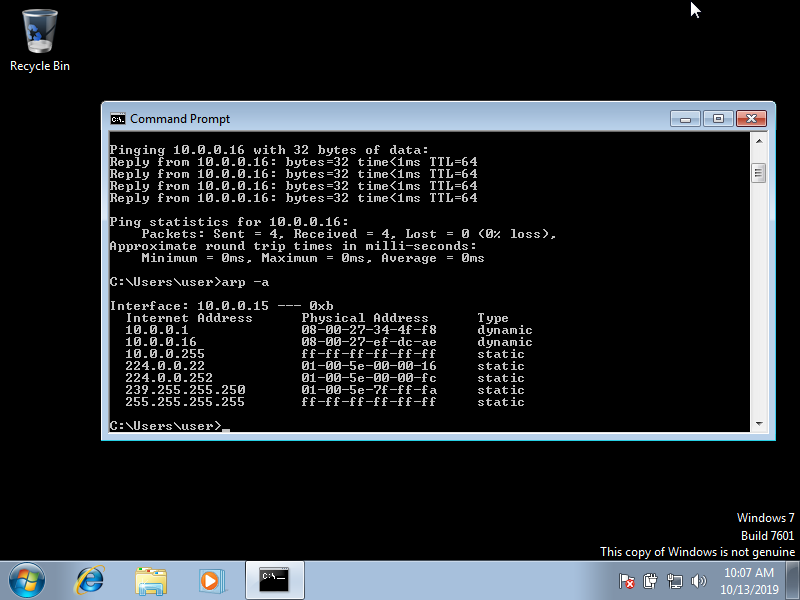 Recycle Bin
Command Prompt
Pinging 10.0.0.16 with 32 bytes of data:
Reply from 10.0.0.16: bytes=32 time<1ms TTL=64
Reply from 10.0.0.16: bytes=32 time<1ms TTL=64
Reply from 10.0.0.16: bytes=32 time<1ms TTL=64
Reply from 10.0.0.16: bytes=32 time<1ms TTL=64
Ping statistics for 10.0.0.16:
Packets: Sent = 4, Received = 4, Lost = 0 (0% loss),
Approximate round trip times in milli-seconds:
Minimum = 0ms, Maximum = 0ms, Average = 0ms
C:\Users\user>arp -a
Interface: 10.0.0.15 --- 0xb
Internet Address Physical Address Type
10.0.0.1 08-00-27-34-4f-f8 dynamic
10.0.0.16 08-00-27-ef-dc-ae dynamic
10.0.0.255 ff-ff-ff-ff-ff-ff static
224.0.0.22 01-00-5e-00-00-16 static
224.0.0.252 01-00-5e-00-00-fc static
239.255.255.250 01-00-5e-7f-ff-fa static
255.255.255.255 ff-ff-ff-ff-ff-ff static
C:\Users\user>_
Windows 7
Build 7601
This copy of Windows is not genuine
10:07 AM
10/13/2019